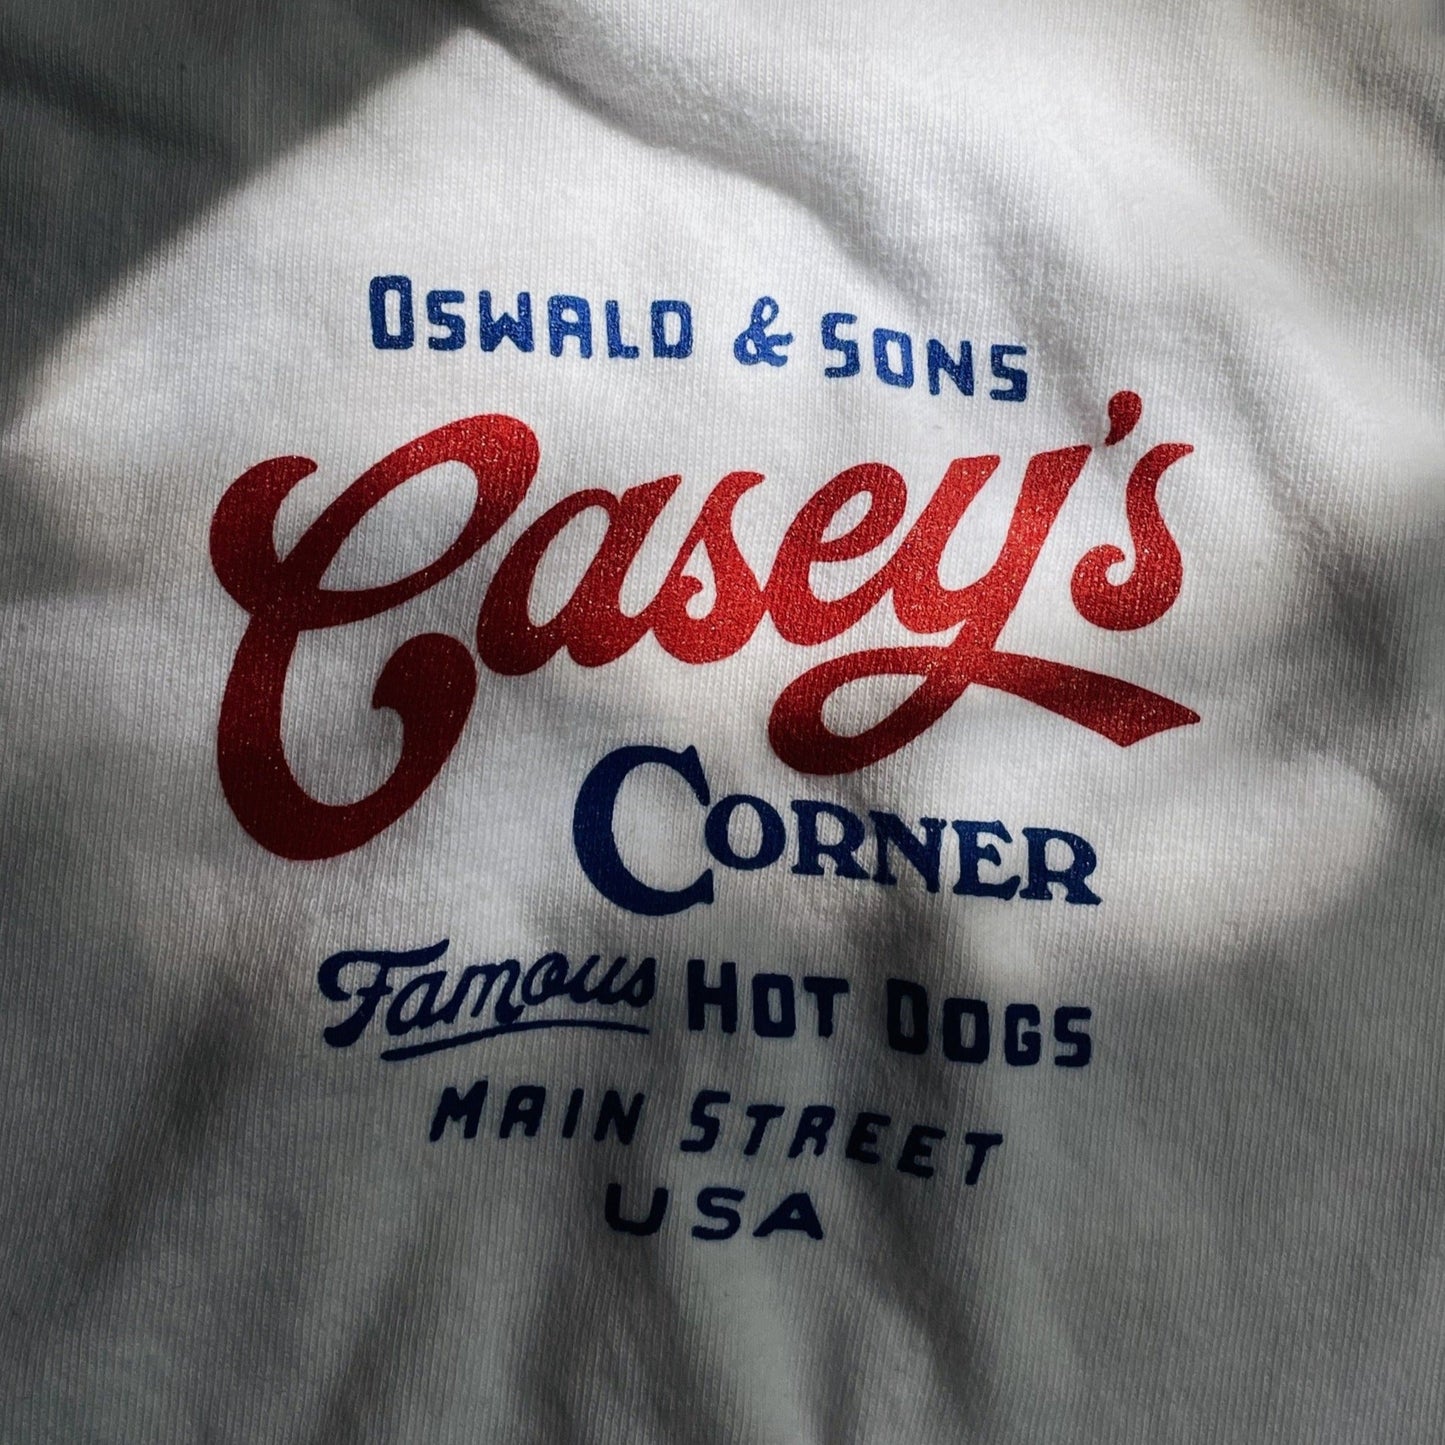 OSWALD & SONS
Casey's
CORNER
Famous HOT DOGS
MAIN STREET
USA